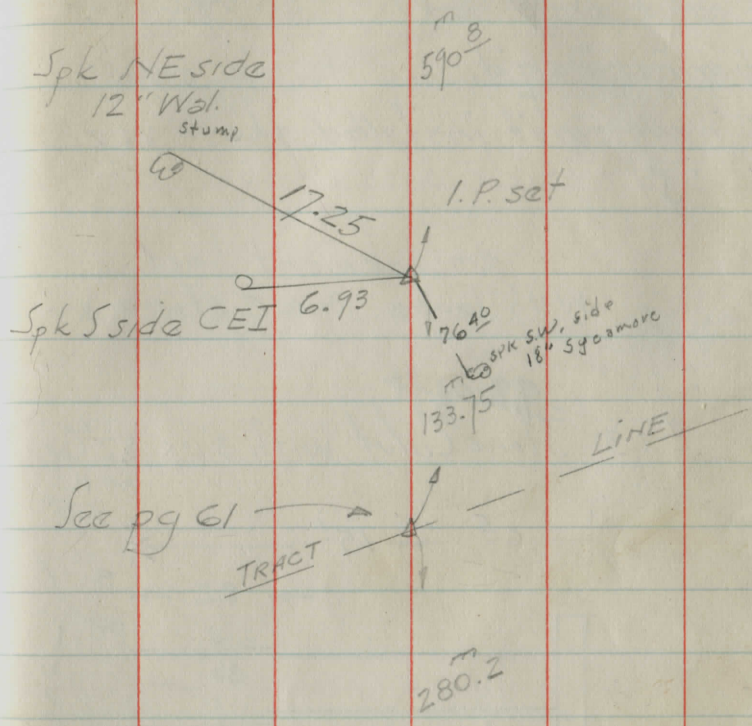 590 8
Spk NE side
12" Wal.
stump
17.25
I.P. set
6.93
Spk S side CEI
76 40
spk S.W. side
18" Sycamore
133.75
LINE
See pg 61
TRACT
280.2